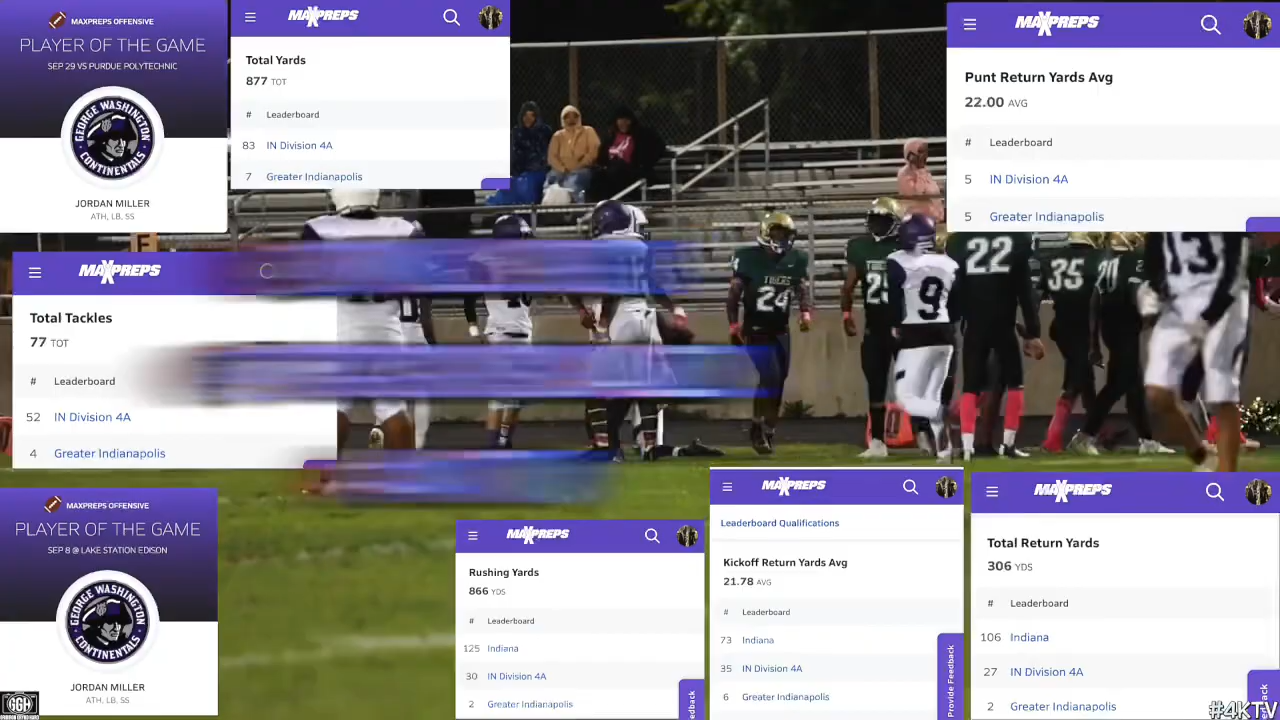 MAXPREPS OFFENSIVE
PLAYER OF THE GAME
SEP 29 VS PURDUE POLYTECHNIC
GEORGE WASHINGTON
CONTINENTALS
JORDAN MILLER
ATH, LB, SS
MAXPREPS
Total Yards
877 TOT
# Leaderboard
83 IN Division 4A
7 Greater Indianapolis
MAXPREPS
Punt Return Yards Avg
22.00 AVG
# Leaderboard
5 IN Division 4A
5 Greater Indianapolis
MAXPREPS
Total Tackles
77 TOT
# Leaderboard
52 IN Division 4A
4 Greater Indianapolis
TIGERS
24
25
9
22
35
20
13
MAXPREPS OFFENSIVE
PLAYER OF THE GAME
SEP 8 @ LAKE STATION EDISON
GEORGE WASHINGTON
CONTINENTALS
JORDAN MILLER
ATH, LB, SS
MAXPREPS
Rushing Yards
866 YDS
# Leaderboard
125 Indiana
30 IN Division 4A
2 Greater Indianapolis
edback
MAXPREPS
Leaderboard Qualifications
Kickoff Return Yards Avg
21.78 AVG
# Leaderboard
73 Indiana
35 IN Division 4A
6 Greater Indianapolis
Provide Feedback
MAXPREPS
Total Return Yards
306 YDS
# Leaderboard
106 Indiana
27 IN Division 4A
2 Greater Indianapolis
ck
#4KTV